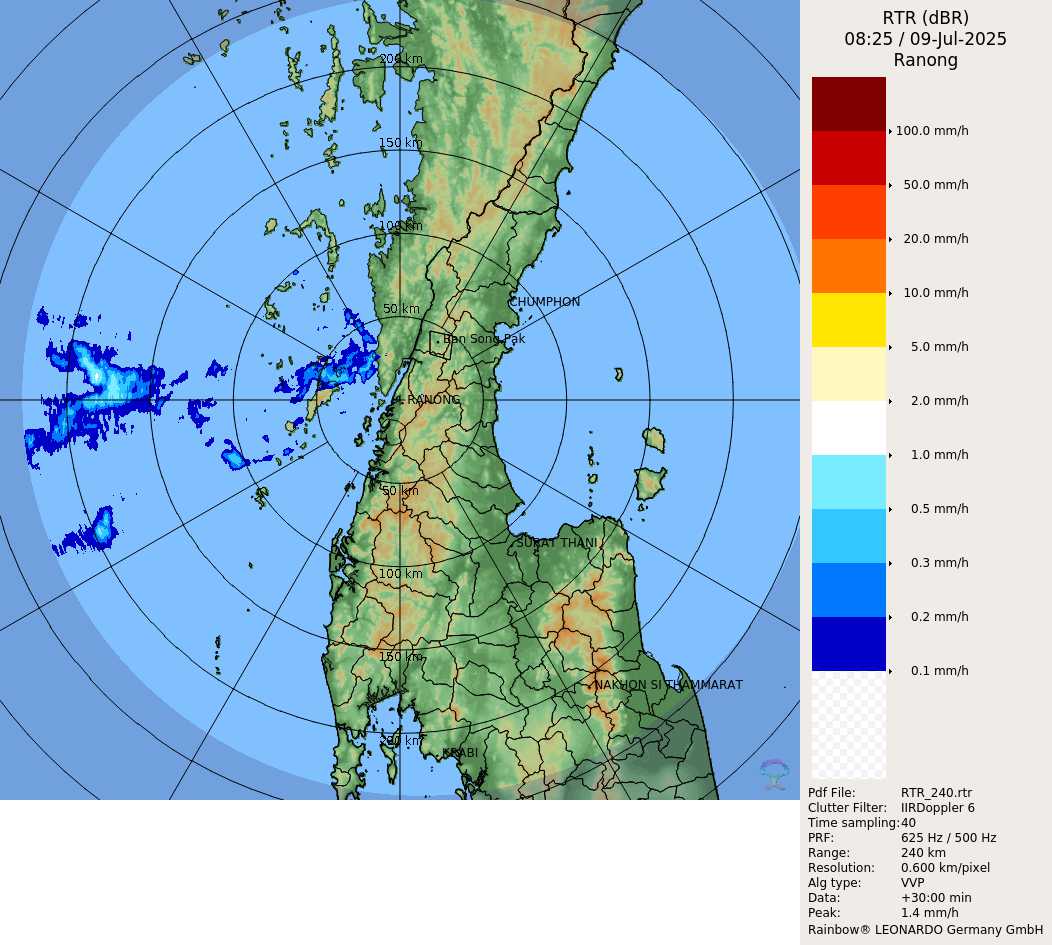 RTR (dBR)
08:25 / 09-Jul-2025
Ranong
200 km
150 km
100 km
50 km
CHUMPHON
Ban Song Pak
RANONG
50 km
SURAT THANI
100 km
150 km
NAKHON SI THAMMARAT
200 km
KRABI
100.0 mm/h
50.0 mm/h
20.0 mm/h
10.0 mm/h
5.0 mm/h
2.0 mm/h
1.0 mm/h
0.5 mm/h
0.3 mm/h
0.2 mm/h
0.1 mm/h
Pdf File: RTR_240.rtr
Clutter Filter: IIRDoppler 6
Time sampling:40
PRF: 625 Hz / 500 Hz
Range: 240 km
Resolution: 0.600 km/pixel
Alg type: VVP
Data: +30:00 min
Peak: 1.4 mm/h
Rainbow® LEONARDO Germany GmbH